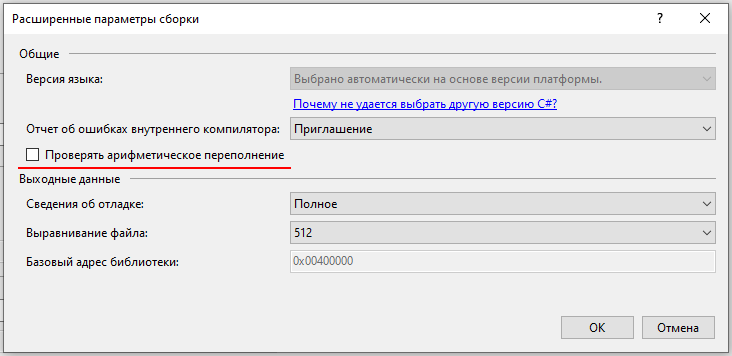 Расширенные параметры сборки
Общие
Версия языка: Выбрано автоматически на основе версии платформы.
Почему не удается выбрать другую версию C#?
Отчет об ошибках внутреннего компилятора: Приглашение
Проверять арифметическое переполнение
Выходные данные
Сведения об отладке: Полное
Выравнивание файла: 512
Базовый адрес библиотеки: 0x00400000
ОК Отмена